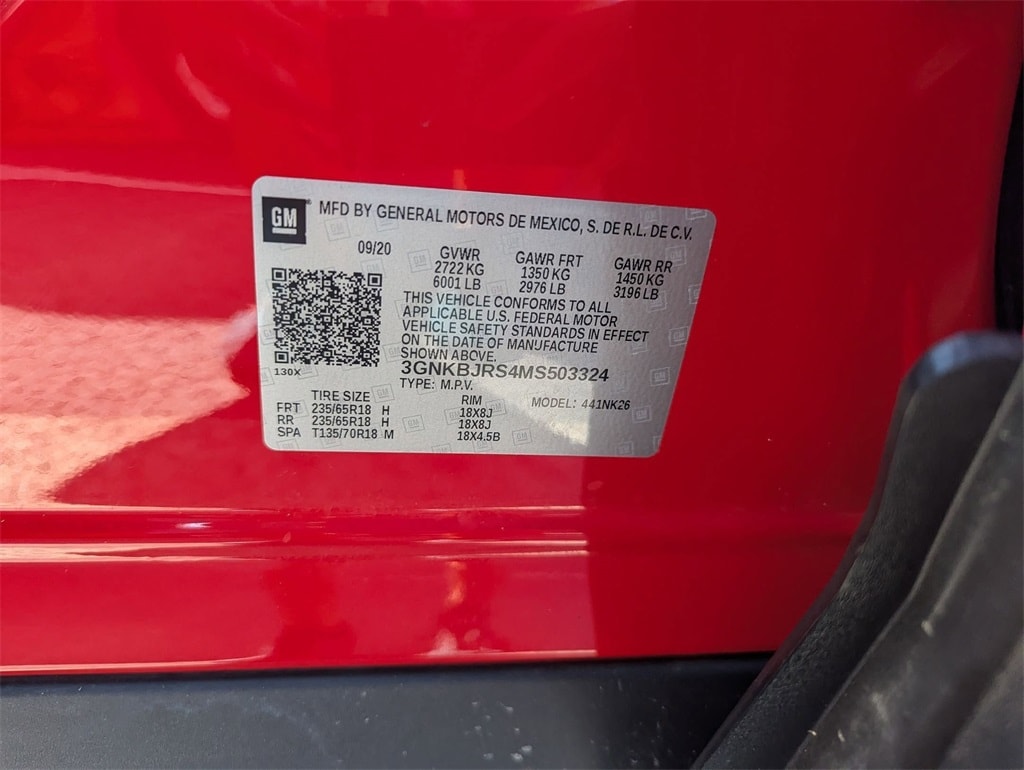 GM
MFD BY GENERAL MOTORS DE MEXICO, S. DE R.L. DE C.V.
09/20 GVWR GAWR FRT GAWR RR
2722 KG 1350 KG 1450 KG
6001 LB 2976 LB 3196 LB
THIS VEHICLE CONFORMS TO ALL
APPLICABLE U.S. FEDERAL MOTOR
VEHICLE SAFETY STANDARDS IN EFFECT
ON THE DATE OF MANUFACTURE
SHOWN ABOVE.
130X 3GNKBJRS4MS503324
TYPE: M.P.V. MODEL: 441NK26
TIRE SIZE RIM
FRT 235/65R18 H 18X8J
RR 235/65R18 H 18X8J
SPA T135/70R18 M 18X4.5B